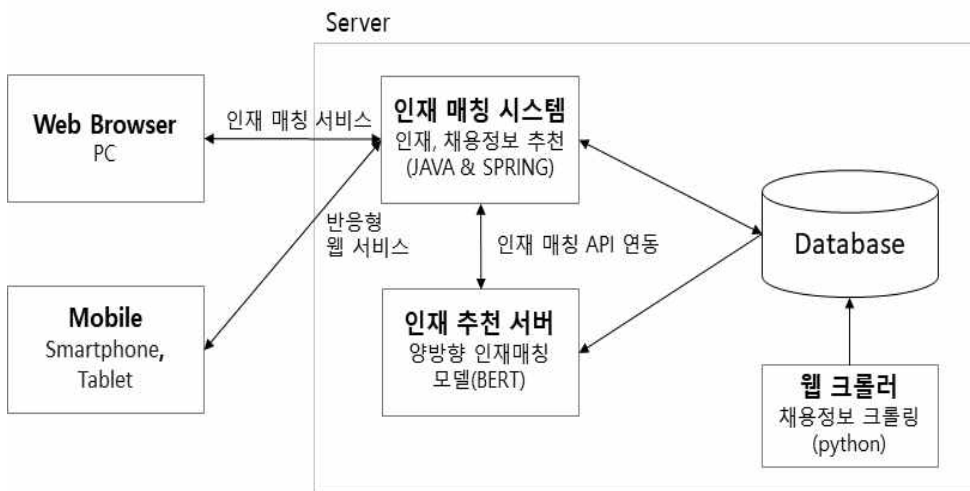 Server
Web Browser
PC
인재 매칭 서비스
인재 매칭 시스템
인재, 채용정보 추천
(JAVA & SPRING)
반응형
웹 서비스
인재 매칭 API 연동
Database
Mobile
Smartphone,
Tablet
인재 추천 서버
양방향 인재매칭
모델(BERT)
웹 크롤러
채용정보 크롤링
(python)